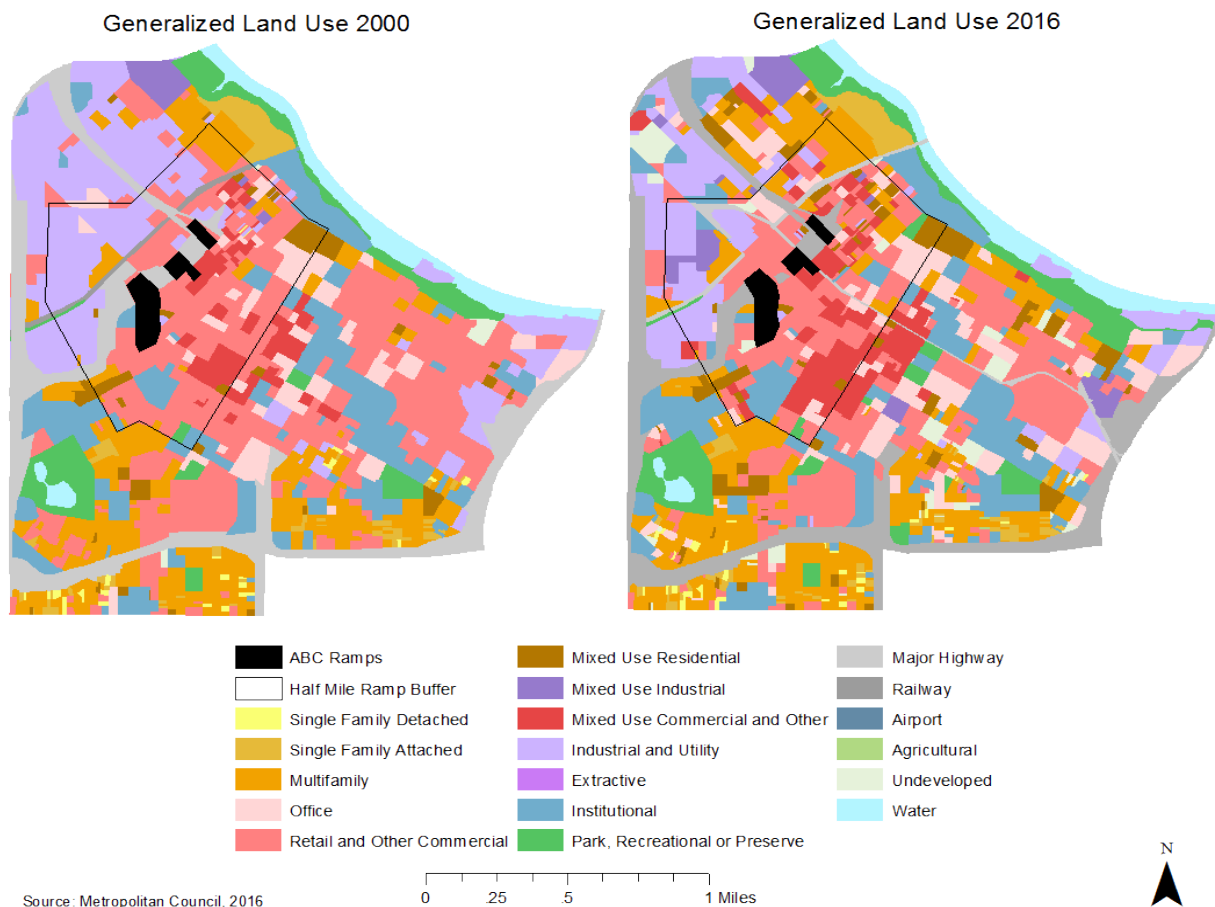 Generalized Land Use 2000
Generalized Land Use 2016
ABC Ramps
Half Mile Ramp Buffer
Single Family Detached
Single Family Attached
Multifamily
Office
Retail and Other Commercial
Mixed Use Residential
Mixed Use Industrial
Mixed Use Commercial and Other
Industrial and Utility
Extractive
Institutional
Park, Recreational or Preserve
Major Highway
Railway
Airport
Agricultural
Undeveloped
Water
N
0 .25 .5 1 Miles
Source: Metropolitan Council, 2016